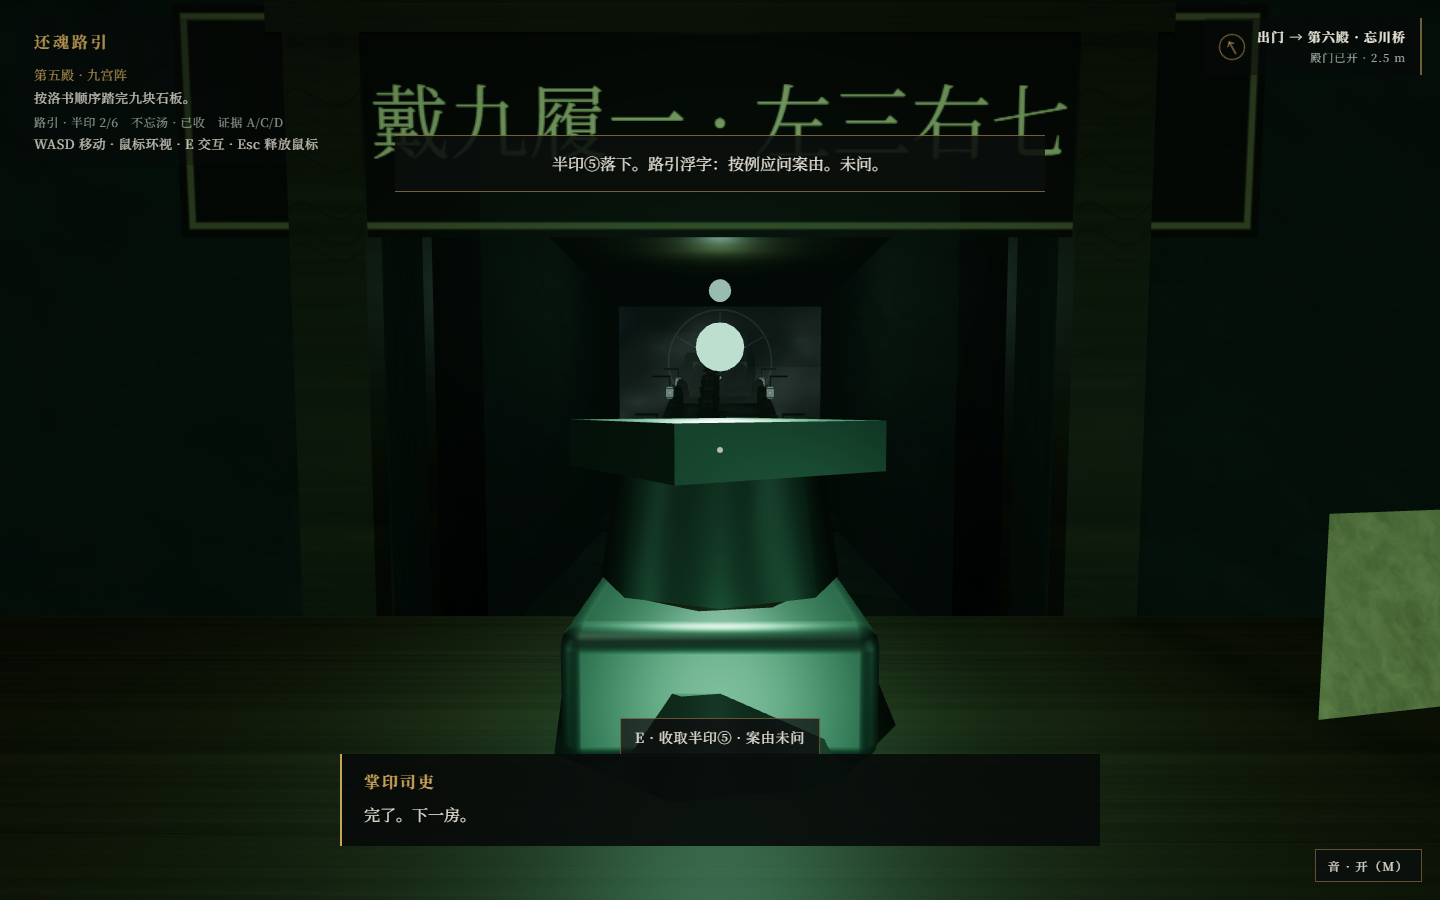 还魂路引
第五殿 · 九宫阵
按洛书顺序踏完九块石板。
路引 · 半印 2/6　不忘汤 · 已收　证据 A/C/D
WASD 移动 · 鼠标环视 · E 交互 · Esc 释放鼠标
出门 → 第六殿 · 忘川桥
殿门已开 · 2.5 m
戴九履一 · 左三右七
半印⑤落下。路引浮字：按例应问案由。未问。
E · 收取半印⑤ · 案由未问
掌印司吏
完了。下一房。
音 · 开（M）